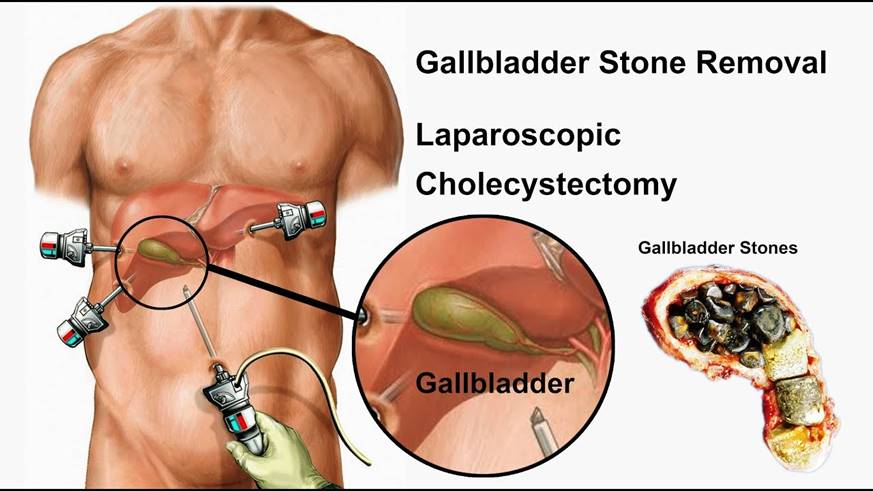 Gallbladder Stone Removal
Laparoscopic
Cholecystectomy
Gallbladder Stones
Gallbladder